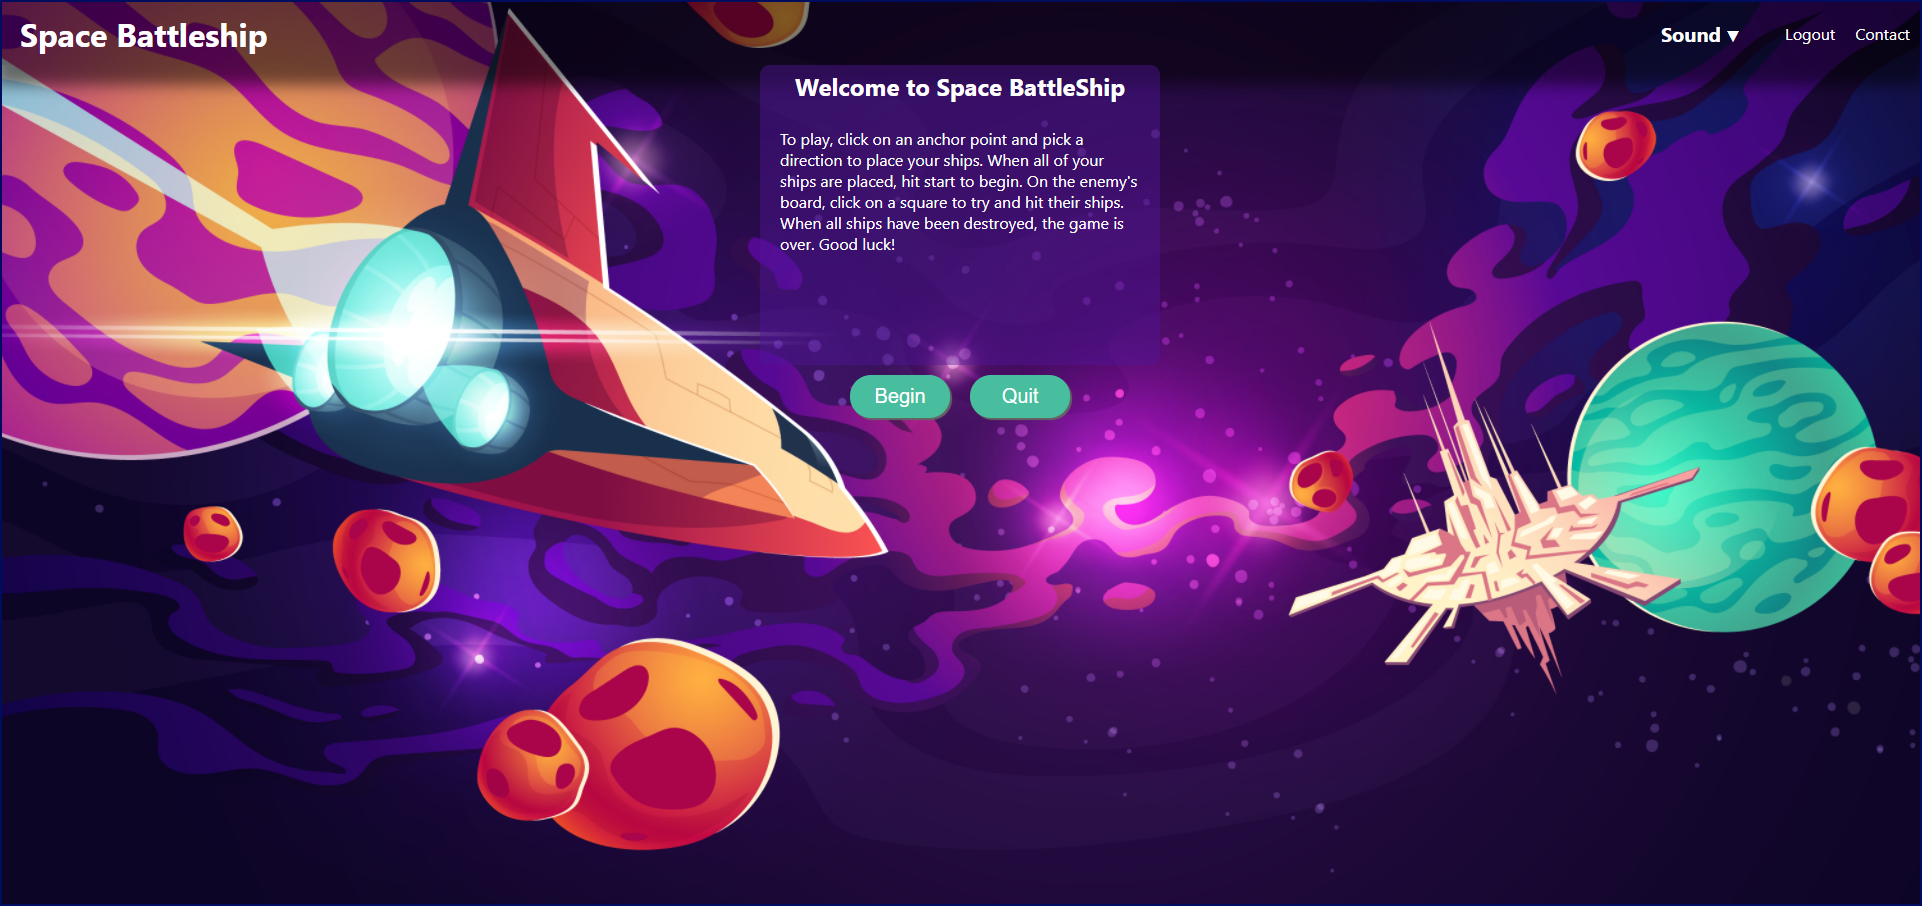 Space Battleship
Sound ▼
Logout
Contact
Welcome to Space BattleShip
To play, click on an anchor point and pick a
direction to place your ships. When all of your
ships are placed, hit start to begin. On the enemy's
board, click on a square to try and hit their ships.
When all ships have been destroyed, the game is
over. Good luck!
Begin
Quit